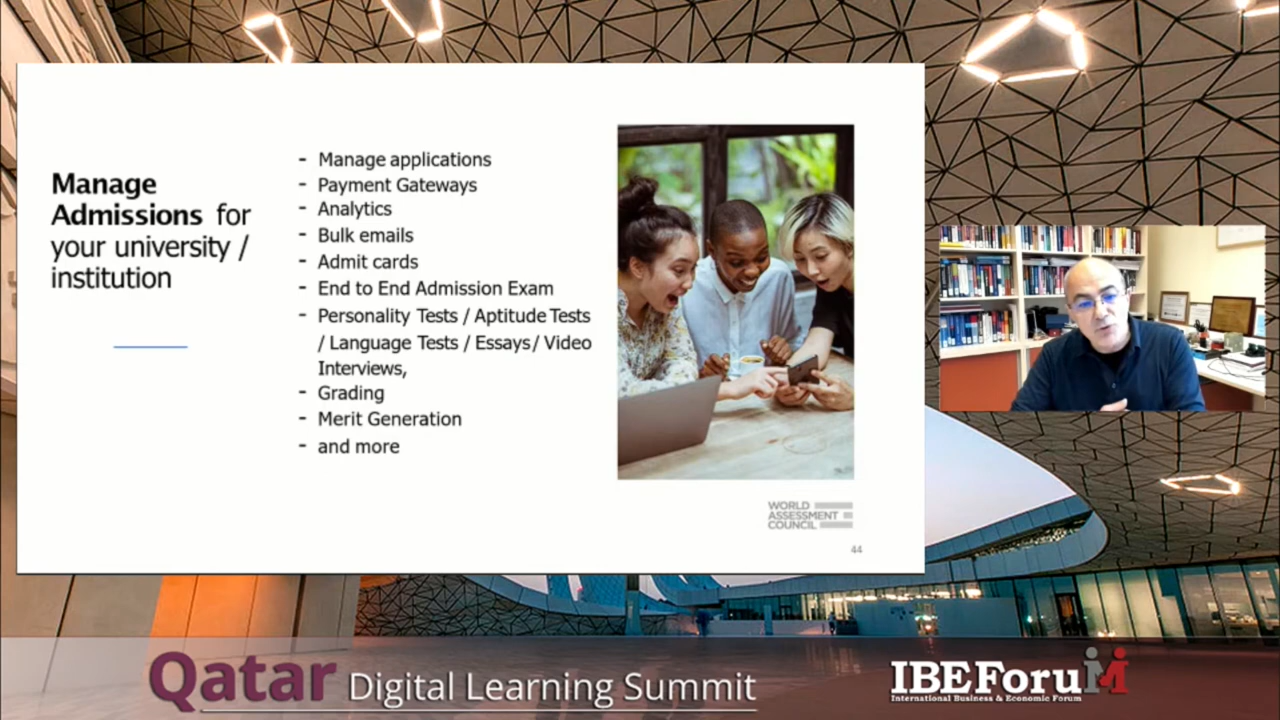 Manage
Admissions for
your university /
institution
- Manage applications
- Payment Gateways
- Analytics
- Bulk emails
- Admit cards
- End to End Admission Exam
- Personality Tests / Aptitude Tests
/ Language Tests / Essays / Video
Interviews,
- Grading
- Merit Generation
- and more
WORLD
ASSESSMENT
COUNCIL
44
Qatar Digital Learning Summit
IBEForuM
International Business & Economic Forum